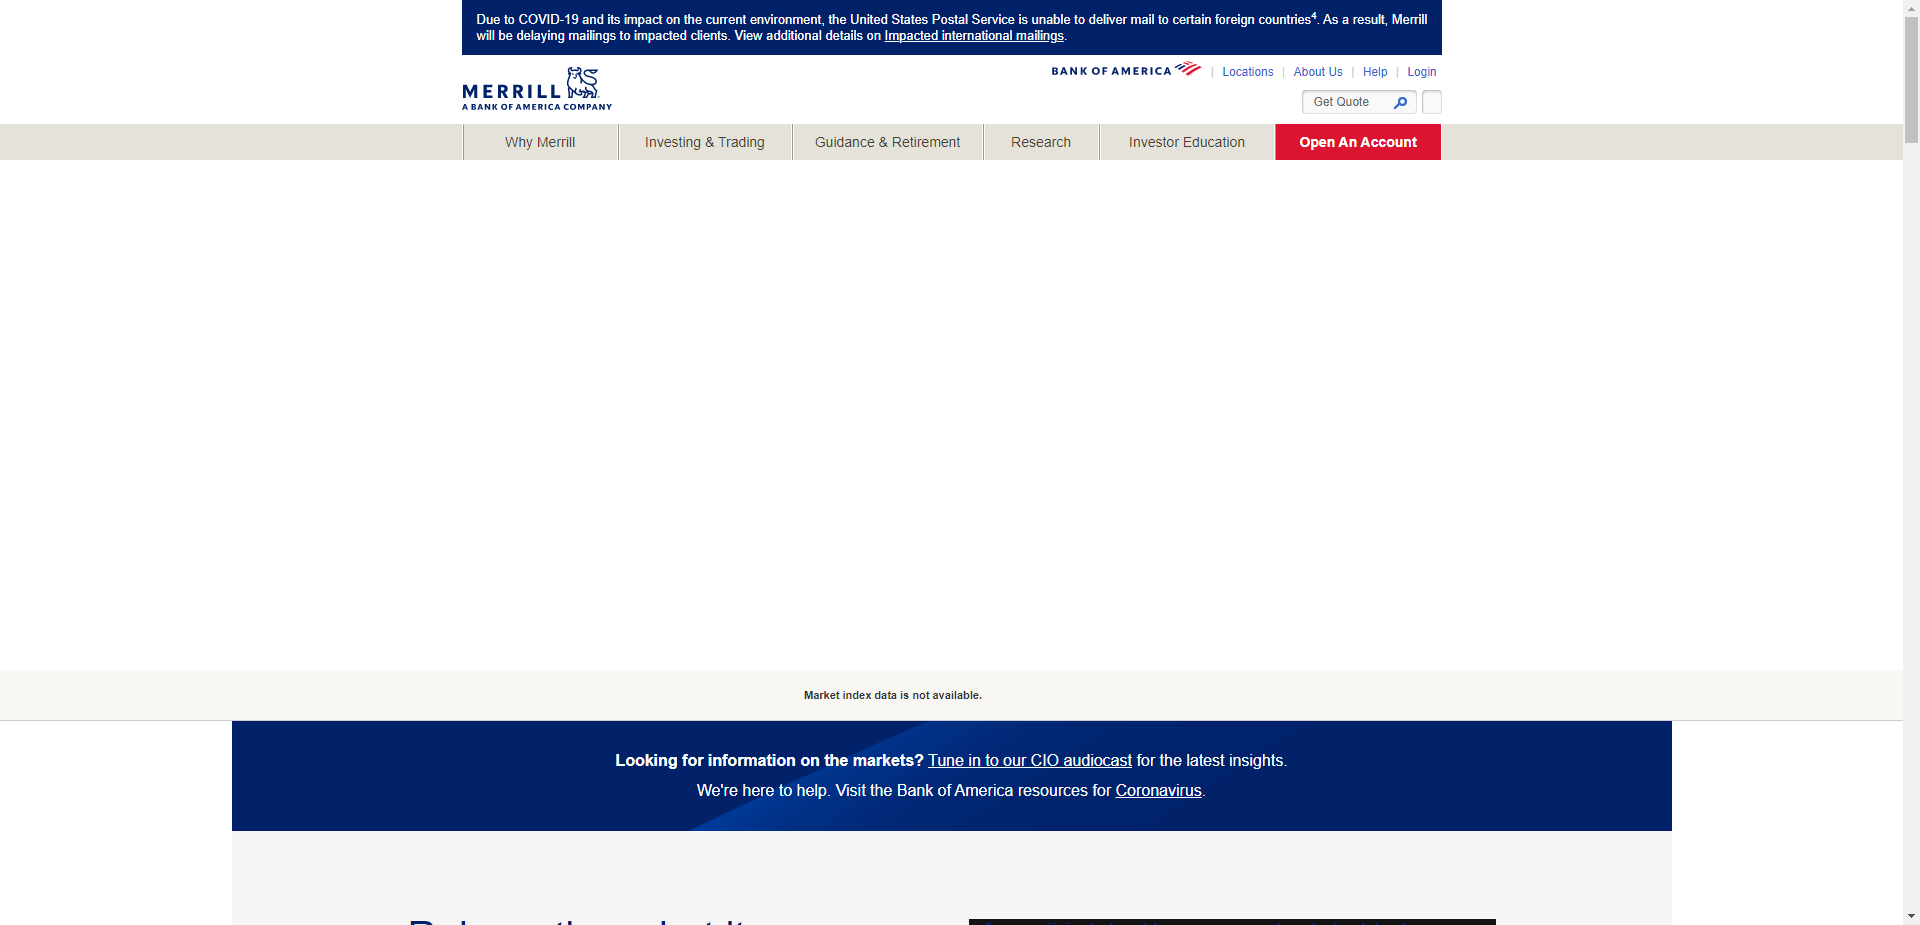 Due to COVID-19 and its impact on the current environment, the United States Postal Service is unable to deliver mail to certain foreign countries4. As a result, Merrill
will be delaying mailings to impacted clients. View additional details on Impacted international mailings.
MERRILL
A BANK OF AMERICA COMPANY
BANK OF AMERICA | Locations | About Us | Help | Login
Get Quote
Why Merrill
Investing & Trading
Guidance & Retirement
Research
Investor Education
Open An Account
Market index data is not available.
Looking for information on the markets? Tune in to our CIO audiocast for the latest insights.
We're here to help. Visit the Bank of America resources for Coronavirus.